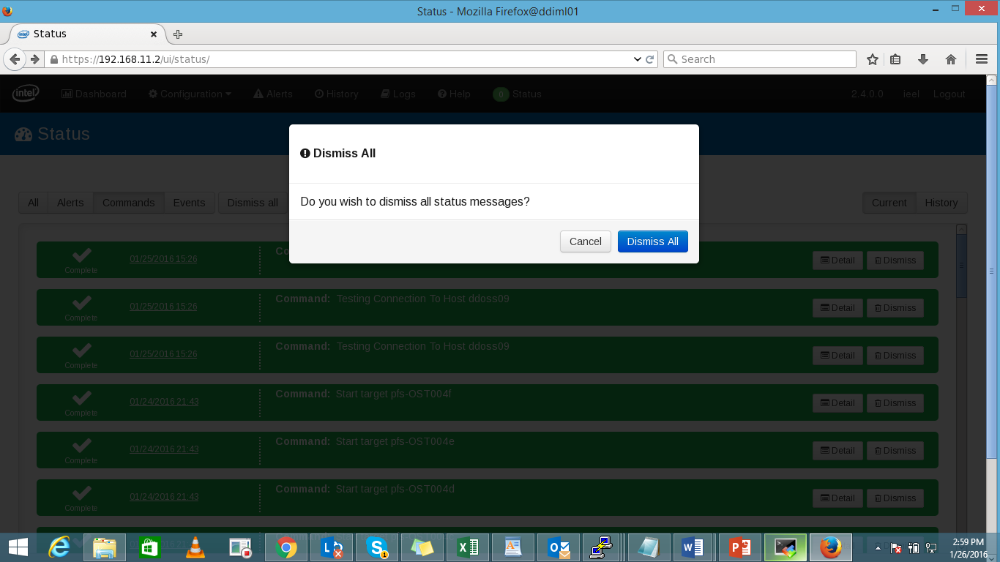 Status - Mozilla Firefox@ddiml01
Status
https://192.168.11.2/ui/status/
Search
intel
Dashboard Configuration Alerts History Logs Help 0 Status 2.4.0.0 ieel Logout
Status
Dismiss All
Do you wish to dismiss all status messages?
Cancel Dismiss All
All Alerts Commands Events Dismiss all Current History
Complete 01/25/2016 15:26 Co Detail Dismiss
Complete 01/25/2016 15:26 Command: Testing Connection To Host ddoss09 Detail Dismiss
Complete 01/25/2016 15:26 Command: Testing Connection To Host ddoss09 Detail Dismiss
Complete 01/24/2016 21:43 Command: Start target pfs-OST004f Detail Dismiss
Complete 01/24/2016 21:43 Command: Start target pfs-OST004e Detail Dismiss
Complete 01/24/2016 21:43 Command: Start target pfs-OST004d Detail Dismiss
2:59 PM
1/26/2016